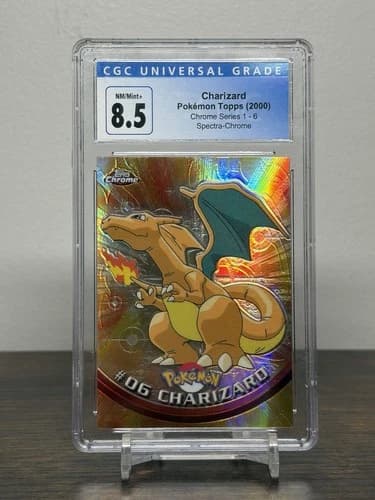 CGC UNIVERSAL GRADE
NM/Mint+
8.5
Charizard
Pokémon Topps (2000)
Chrome Series 1 - 6
Spectra-Chrome
Topps
Chrome
POKéMON
#06 CHARIZARD